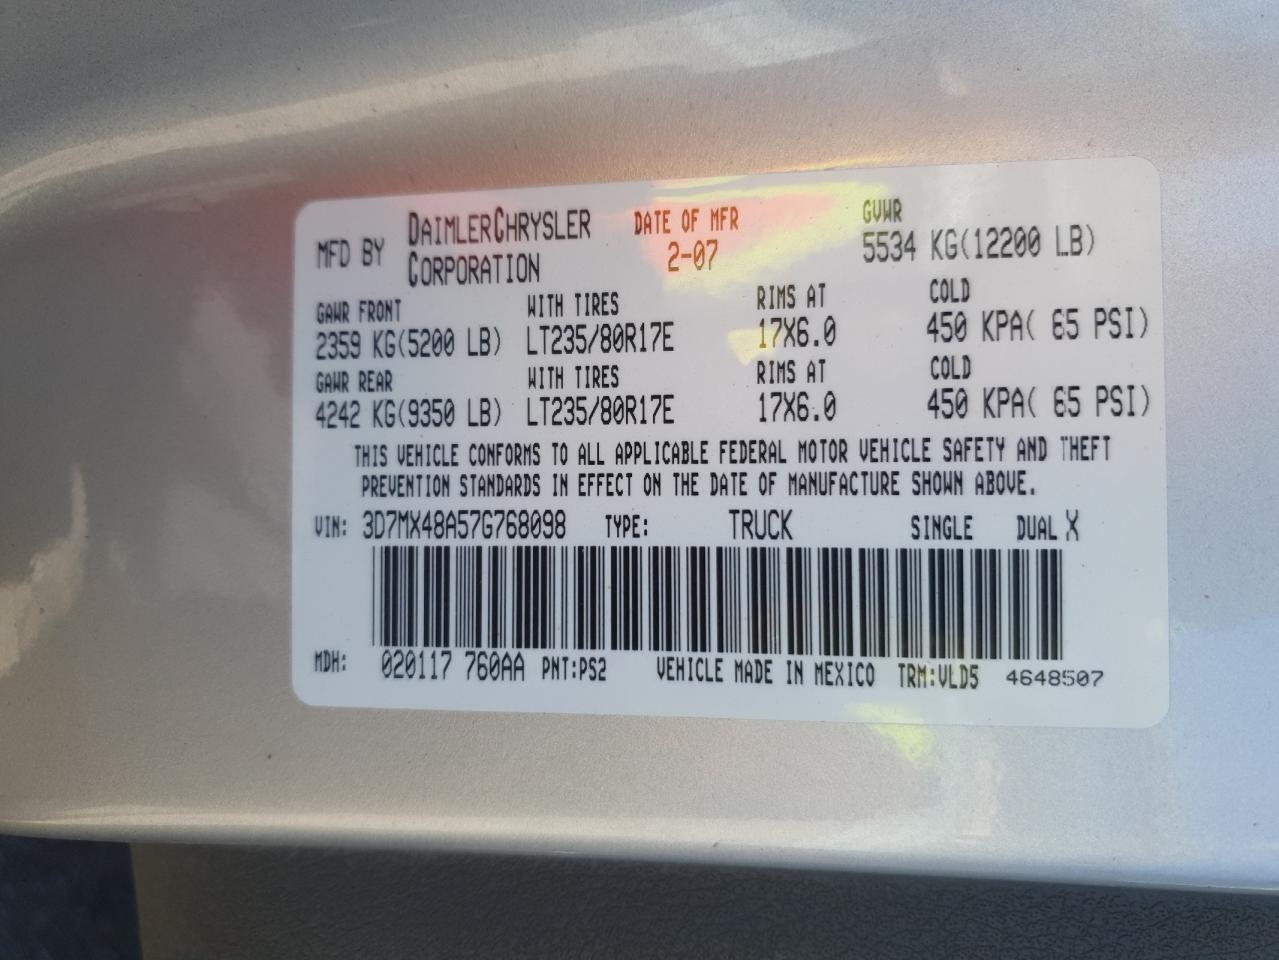 MFD BY DAIMLERCHRYSLER CORPORATION DATE OF MFR 2-07 GVWR 5534 KG(12200 LB)
GAWR FRONT WITH TIRES RIMS AT COLD
2359 KG(5200 LB) LT235/80R17E 17X6.0 450 KPA( 65 PSI)
GAWR REAR WITH TIRES RIMS AT COLD
4242 KG(9350 LB) LT235/80R17E 17X6.0 450 KPA( 65 PSI)
THIS VEHICLE CONFORMS TO ALL APPLICABLE FEDERAL MOTOR VEHICLE SAFETY AND THEFT
PREVENTION STANDARDS IN EFFECT ON THE DATE OF MANUFACTURE SHOWN ABOVE.
VIN: 3D7MX48A57G768098 TYPE: TRUCK SINGLE DUAL X
MDH: 020117 760AA PNT:PS2 VEHICLE MADE IN MEXICO TRM:VLD5 4648507